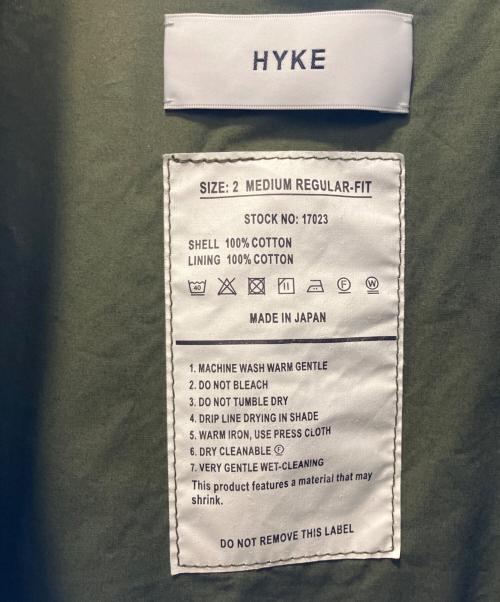 HYKE
SIZE: 2 MEDIUM REGULAR-FIT
STOCK NO: 17023
SHELL 100% COTTON
LINING 100% COTTON
40 F W
MADE IN JAPAN
1. MACHINE WASH WARM GENTLE
2. DO NOT BLEACH
3. DO NOT TUMBLE DRY
4. DRIP LINE DRYING IN SHADE
5. WARM IRON, USE PRESS CLOTH
6. DRY CLEANABLE Ⓕ
7. VERY GENTLE WET-CLEANING
This product features a material that may
shrink.
DO NOT REMOVE THIS LABEL